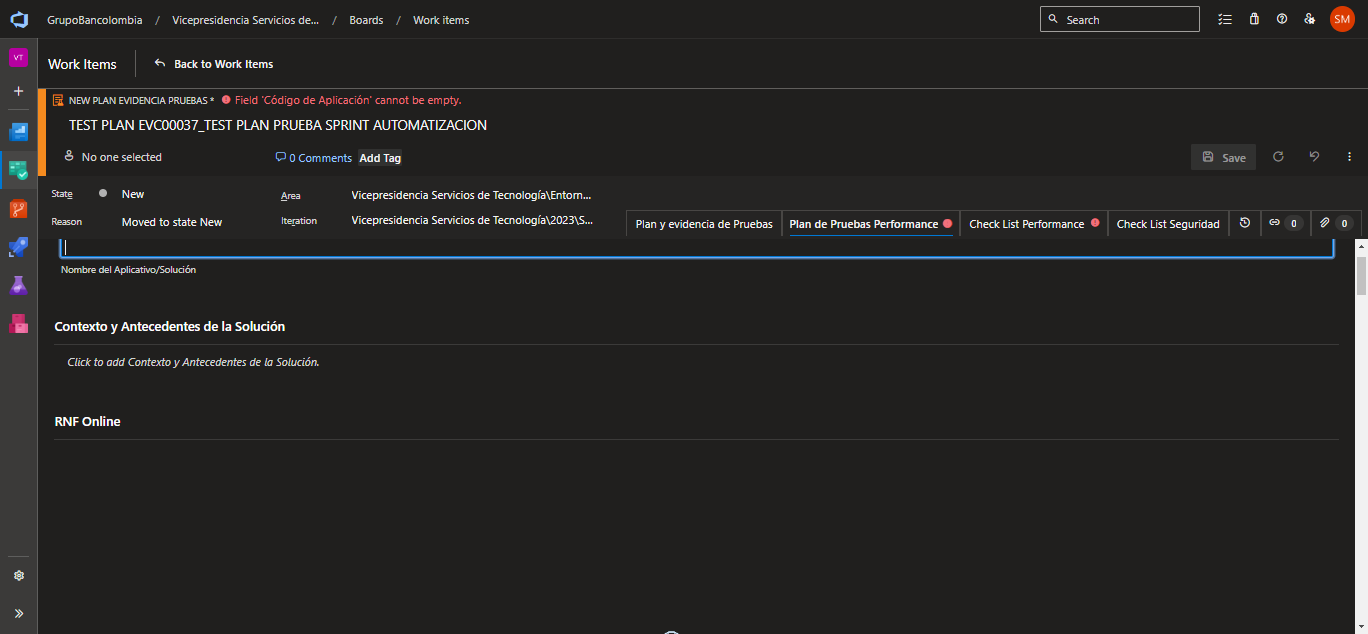 GrupoBancolombia / Vicepresidencia Servicios de... / Boards / Work items
Search
SM
VT
Work Items
Back to Work Items
NEW PLAN EVIDENCIA PRUEBAS * Field 'Código de Aplicación' cannot be empty.
TEST PLAN EVC00037_TEST PLAN PRUEBA SPRINT AUTOMATIZACION
No one selected
0 Comments
Add Tag
Save
State
New
Area
Vicepresidencia Servicios de Tecnología\Entorn...
Reason
Moved to state New
Iteration
Vicepresidencia Servicios de Tecnología\2023\S...
Plan y evidencia de Pruebas
Plan de Pruebas Performance
Check List Performance
Check List Seguridad
0
0
Nombre del Aplicativo/Solución
Contexto y Antecedentes de la Solución
Click to add Contexto y Antecedentes de la Solución.
RNF Online